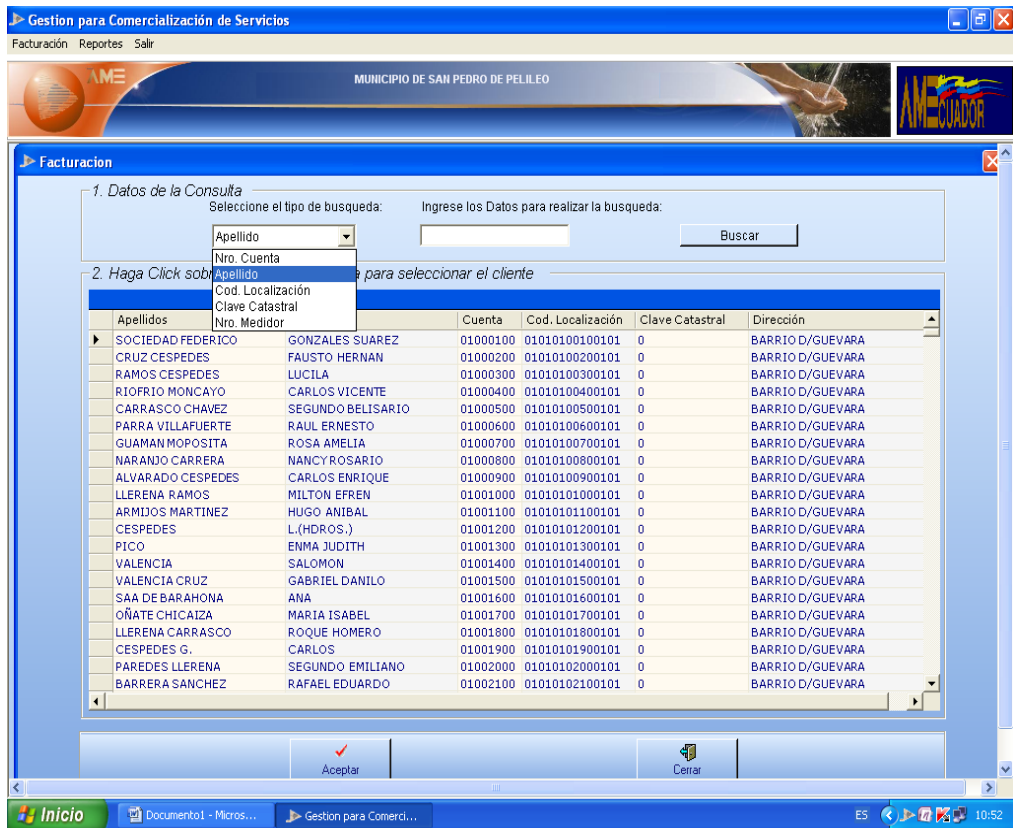 Gestion para Comercialización de Servicios
Facturación Reportes Salir
AME
MUNICIPIO DE SAN PEDRO DE PELILEO
AMECUADOR
Facturacion
1. Datos de la Consulta
Seleccione el tipo de busqueda: Ingrese los Datos para realizar la busqueda:
Apellido Buscar
Nro. Cuenta
Apellido
Cod. Localización
Clave Catastral
Nro. Medidor
2. Haga Click para seleccionar el cliente
Apellidos Cuenta Cod. Localización Clave Catastral Dirección
SOCIEDAD FEDERICO GONZALES SUAREZ 01000100 01010100100101 0 BARRIO D/GUEVARA
CRUZ CESPEDES FAUSTO HERNAN 01000200 01010100200101 0 BARRIO D/GUEVARA
RAMOS CESPEDES LUCILA 01000300 01010100300101 0 BARRIO D/GUEVARA
RIOFRIO MONCAYO CARLOS VICENTE 01000400 01010100400101 0 BARRIO D/GUEVARA
CARRASCO CHAVEZ SEGUNDO BELISARIO 01000500 01010100500101 0 BARRIO D/GUEVARA
PARRA VILLAFUERTE RAUL ERNESTO 01000600 01010100600101 0 BARRIO D/GUEVARA
GUAMAN MOPOSITA ROSA AMELIA 01000700 01010100700101 0 BARRIO D/GUEVARA
NARANJO CARRERA NANCY ROSARIO 01000800 01010100800101 0 BARRIO D/GUEVARA
ALVARADO CESPEDES CARLOS ENRIQUE 01000900 01010100900101 0 BARRIO D/GUEVARA
LLERENA RAMOS MILTON EFREN 01001000 01010101000101 0 BARRIO D/GUEVARA
ARMIJOS MARTINEZ HUGO ANIBAL 01001100 01010101100101 0 BARRIO D/GUEVARA
CESPEDES L.(HDROS.) 01001200 01010101200101 0 BARRIO D/GUEVARA
PICO ENMA JUDITH 01001300 01010101300101 0 BARRIO D/GUEVARA
VALENCIA SALOMON 01001400 01010101400101 0 BARRIO D/GUEVARA
VALENCIA CRUZ GABRIEL DANILO 01001500 01010101500101 0 BARRIO D/GUEVARA
SAA DE BARAHONA ANA 01001600 01010101600101 0 BARRIO D/GUEVARA
OÑATE CHICAIZA MARIA ISABEL 01001700 01010101700101 0 BARRIO D/GUEVARA
LLERENA CARRASCO ROQUE HOMERO 01001800 01010101800101 0 BARRIO D/GUEVARA
CESPEDES G. CARLOS 01001900 01010101900101 0 BARRIO D/GUEVARA
PAREDES LLERENA SEGUNDO EMILIANO 01002000 01010102000101 0 BARRIO D/GUEVARA
BARRERA SANCHEZ RAFAEL EDUARDO 01002100 01010102100101 0 BARRIO D/GUEVARA
Aceptar Cerrar
Inicio Documento1 - Micros... Gestion para Comerci... ES 10:52